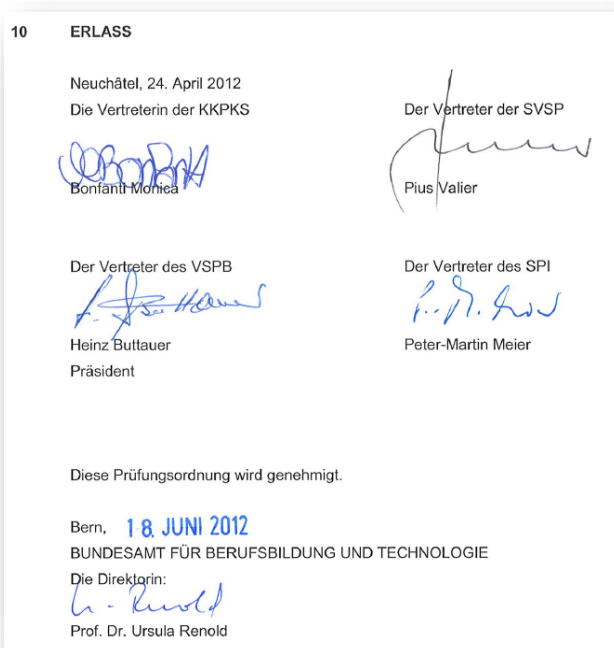 10 ERLASS
Neuchâtel, 24. April 2012
Die Vertreterin der KKPKS
Der Vertreter der SVSP
Bonfanti Monica
Pius Valier
Der Vertreter des VSPB
Der Vertreter des SPI
Heinz Buttauer
Peter-Martin Meier
Präsident
Diese Prüfungsordnung wird genehmigt.
Bern, 18. JUNI 2012
BUNDESAMT FÜR BERUFSBILDUNG UND TECHNOLOGIE
Die Direktorin:
U. Renold
Prof. Dr. Ursula Renold